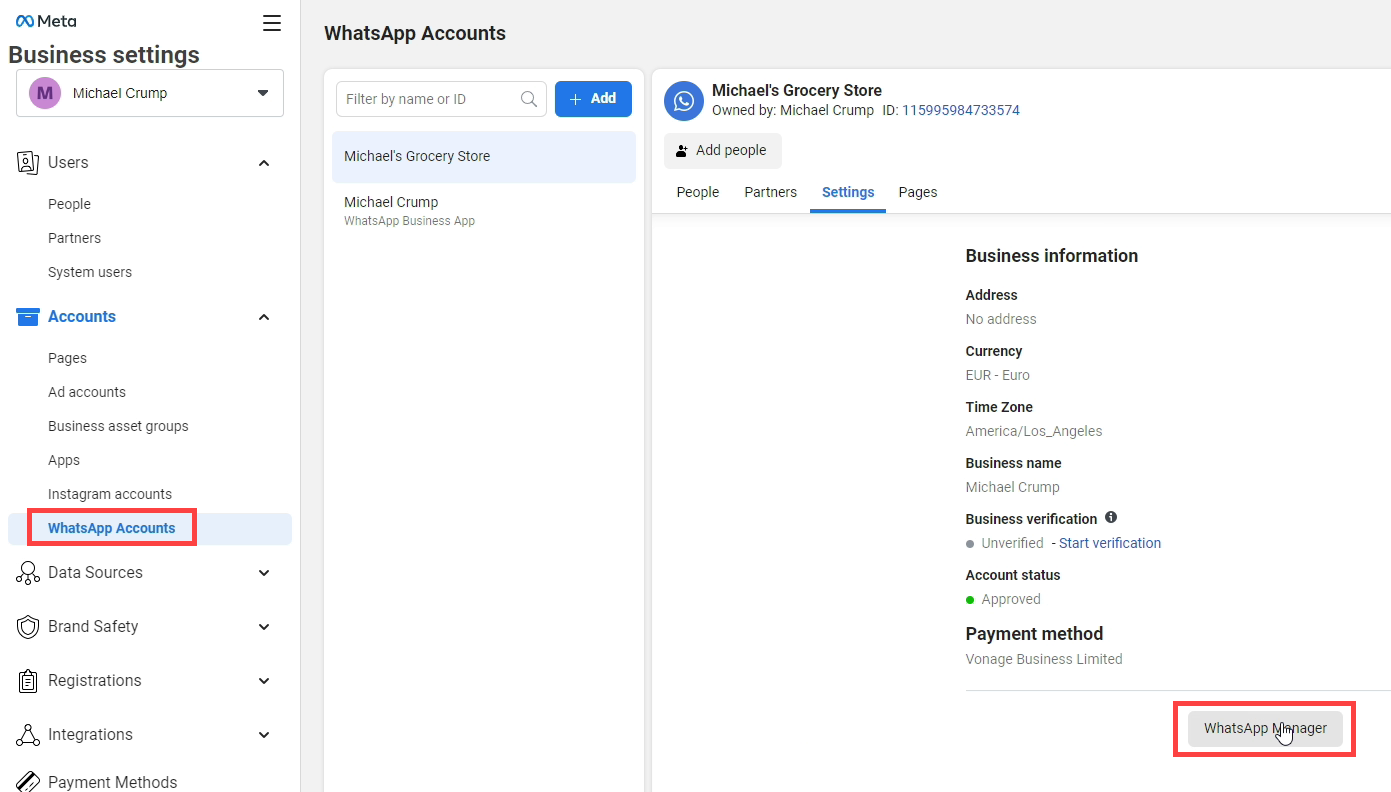 Meta
Business settings
M
Michael Crump
Users
People
Partners
System users
Accounts
Pages
Ad accounts
Business asset groups
Apps
Instagram accounts
WhatsApp Accounts
Data Sources
Brand Safety
Registrations
Integrations
Payment Methods
WhatsApp Accounts
Filter by name or ID
+ Add
Michael's Grocery Store
Michael Crump
WhatsApp Business App
Michael's Grocery Store
Owned by: Michael Crump ID: 115995984733574
Add people
People Partners Settings Pages
Business information
Address
No address
Currency
EUR - Euro
Time Zone
America/Los_Angeles
Business name
Michael Crump
Business verification
Unverified - Start verification
Account status
Approved
Payment method
Vonage Business Limited
WhatsApp Manager